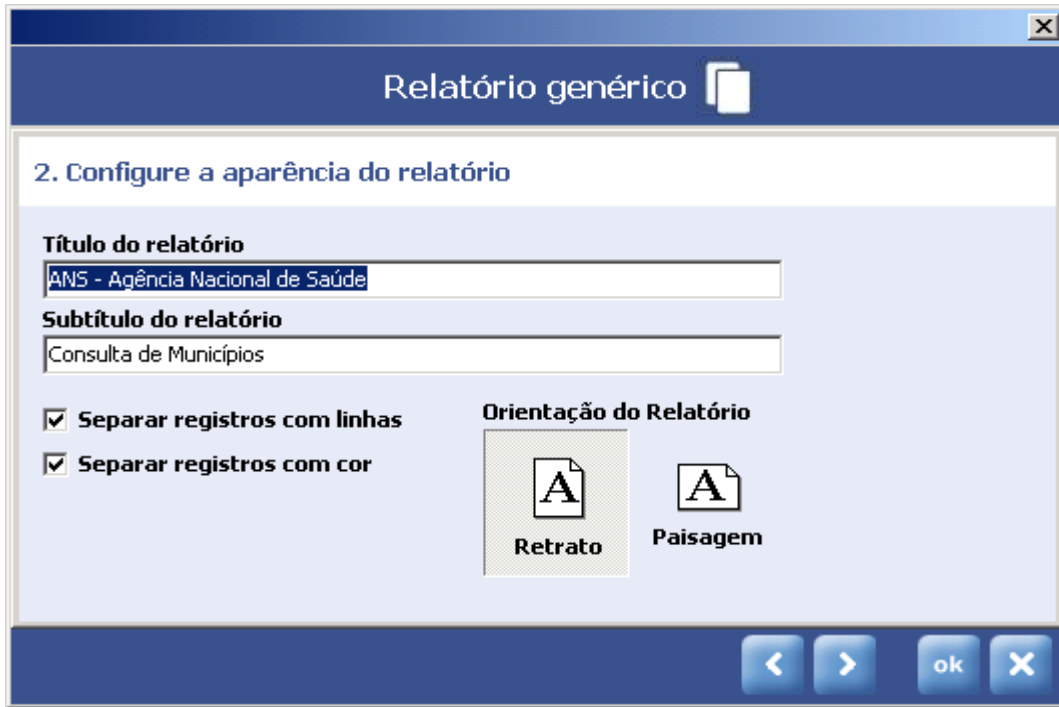 Relatório genérico
2. Configure a aparência do relatório
Título do relatório
ANS - Agência Nacional de Saúde
Subtítulo do relatório
Consulta de Municípios
Separar registros com linhas
Separar registros com cor
Orientação do Relatório
A
Retrato
A
Paisagem
ok